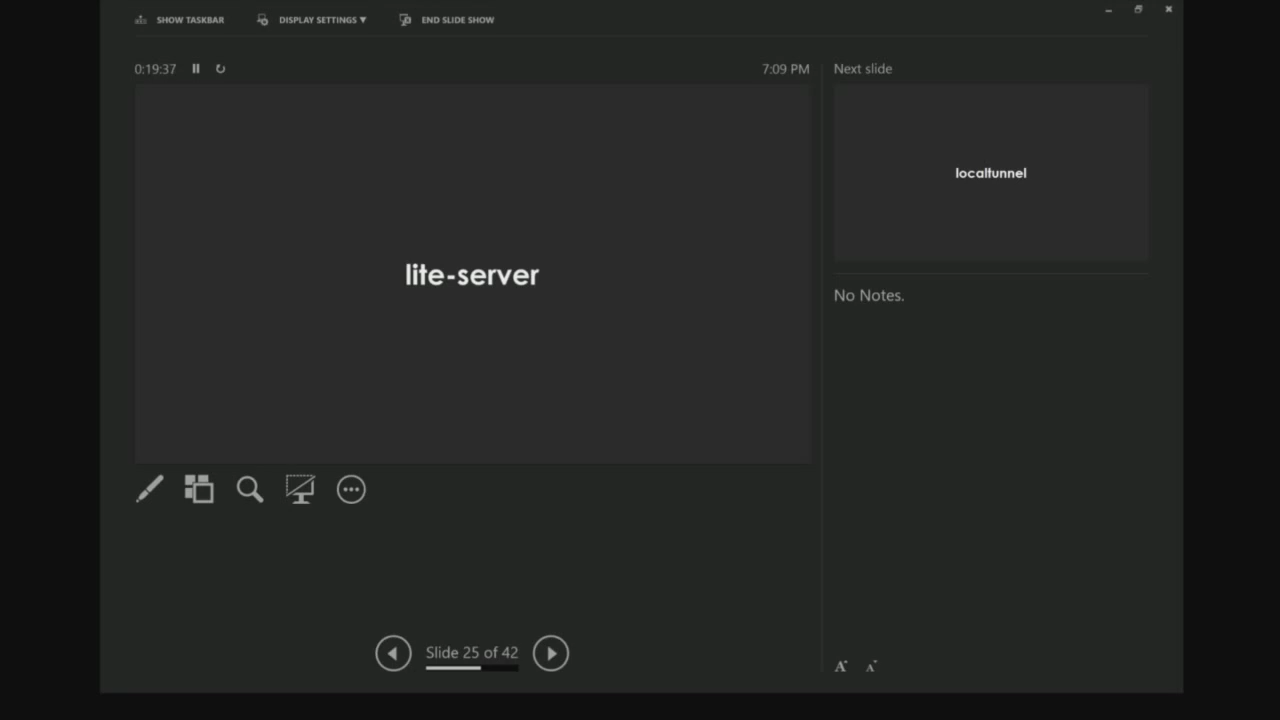 SHOW TASKBAR
DISPLAY SETTINGS ▼
END SLIDE SHOW
0:19:37
7:09 PM
Next slide
lite-server
localtunnel
No Notes.
Slide 25 of 42
A
A